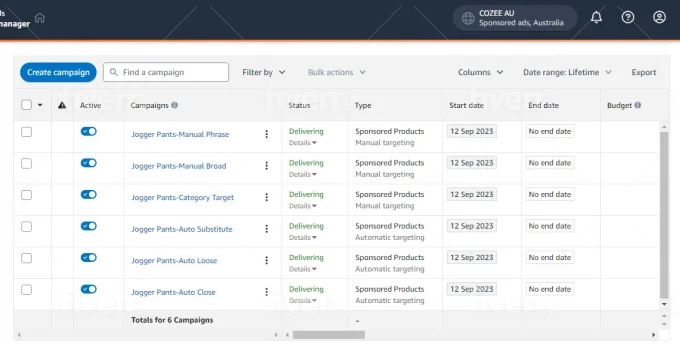 ds
manager
COZEE AU
Sponsored ads, Australia
Create campaign
Find a campaign
Filter by
Bulk actions
Columns
Date range: Lifetime
Export
Active
Campaigns
Status
Type
Start date
End date
Budget
Jogger Pants-Manual Phrase
Delivering
Details
Sponsored Products
Manual targeting
12 Sep 2023
No end date
Jogger Pants-Manual Broad
Delivering
Details
Sponsored Products
Manual targeting
12 Sep 2023
No end date
Jogger Pants-Category Target
Delivering
Details
Sponsored Products
Manual targeting
12 Sep 2023
No end date
Jogger Pants-Auto Substitute
Delivering
Details
Sponsored Products
Automatic targeting
12 Sep 2023
No end date
Jogger Pants-Auto Loose
Delivering
Details
Sponsored Products
Automatic targeting
12 Sep 2023
No end date
Jogger Pants-Auto Close
Delivering
Details
Sponsored Products
Automatic targeting
12 Sep 2023
No end date
Totals for 6 Campaigns
-